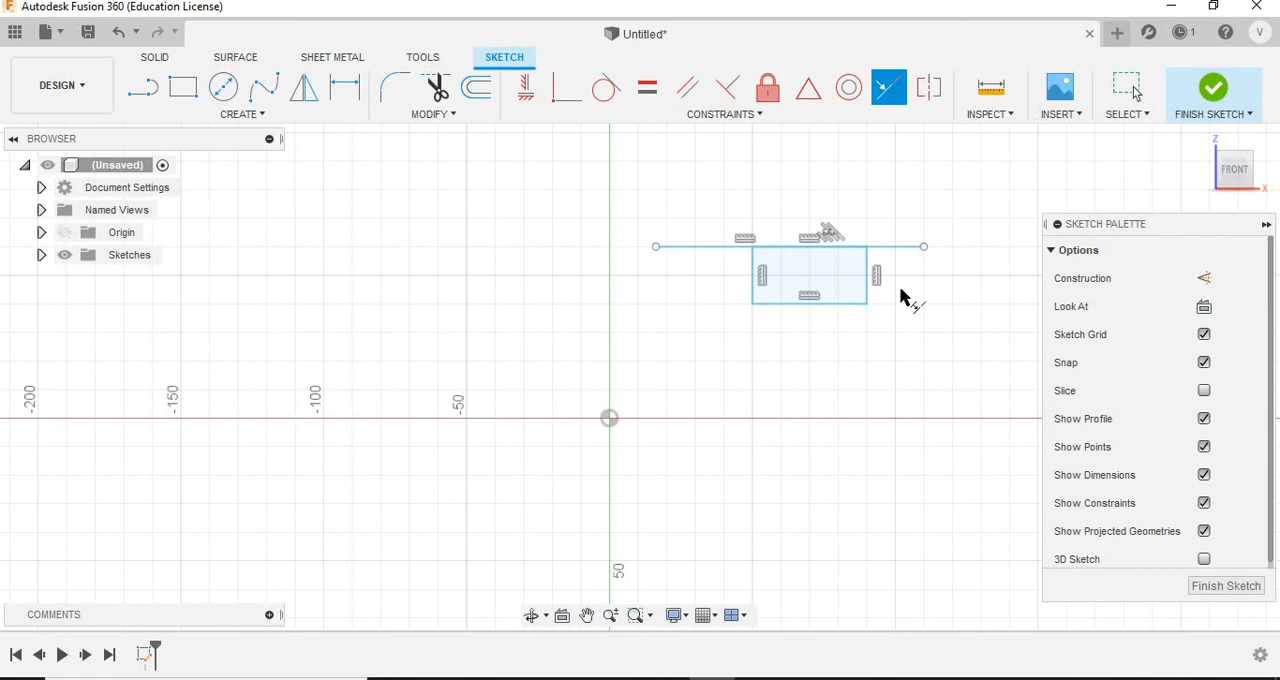 Autodesk Fusion 360 (Education License)
Untitled*
1
V
DESIGN
SOLID
SURFACE
SHEET METAL
TOOLS
SKETCH
CREATE
MODIFY
CONSTRAINTS
INSPECT
INSERT
SELECT
FINISH SKETCH
BROWSER
(Unsaved)
Document Settings
Named Views
Origin
Sketches
Z
FRONT
X
SKETCH PALETTE
Options
Construction
Look At
Sketch Grid
Snap
Slice
Show Profile
Show Points
Show Dimensions
Show Constraints
Show Projected Geometries
3D Sketch
Finish Sketch
-200
-150
-100
-50
50
COMMENTS